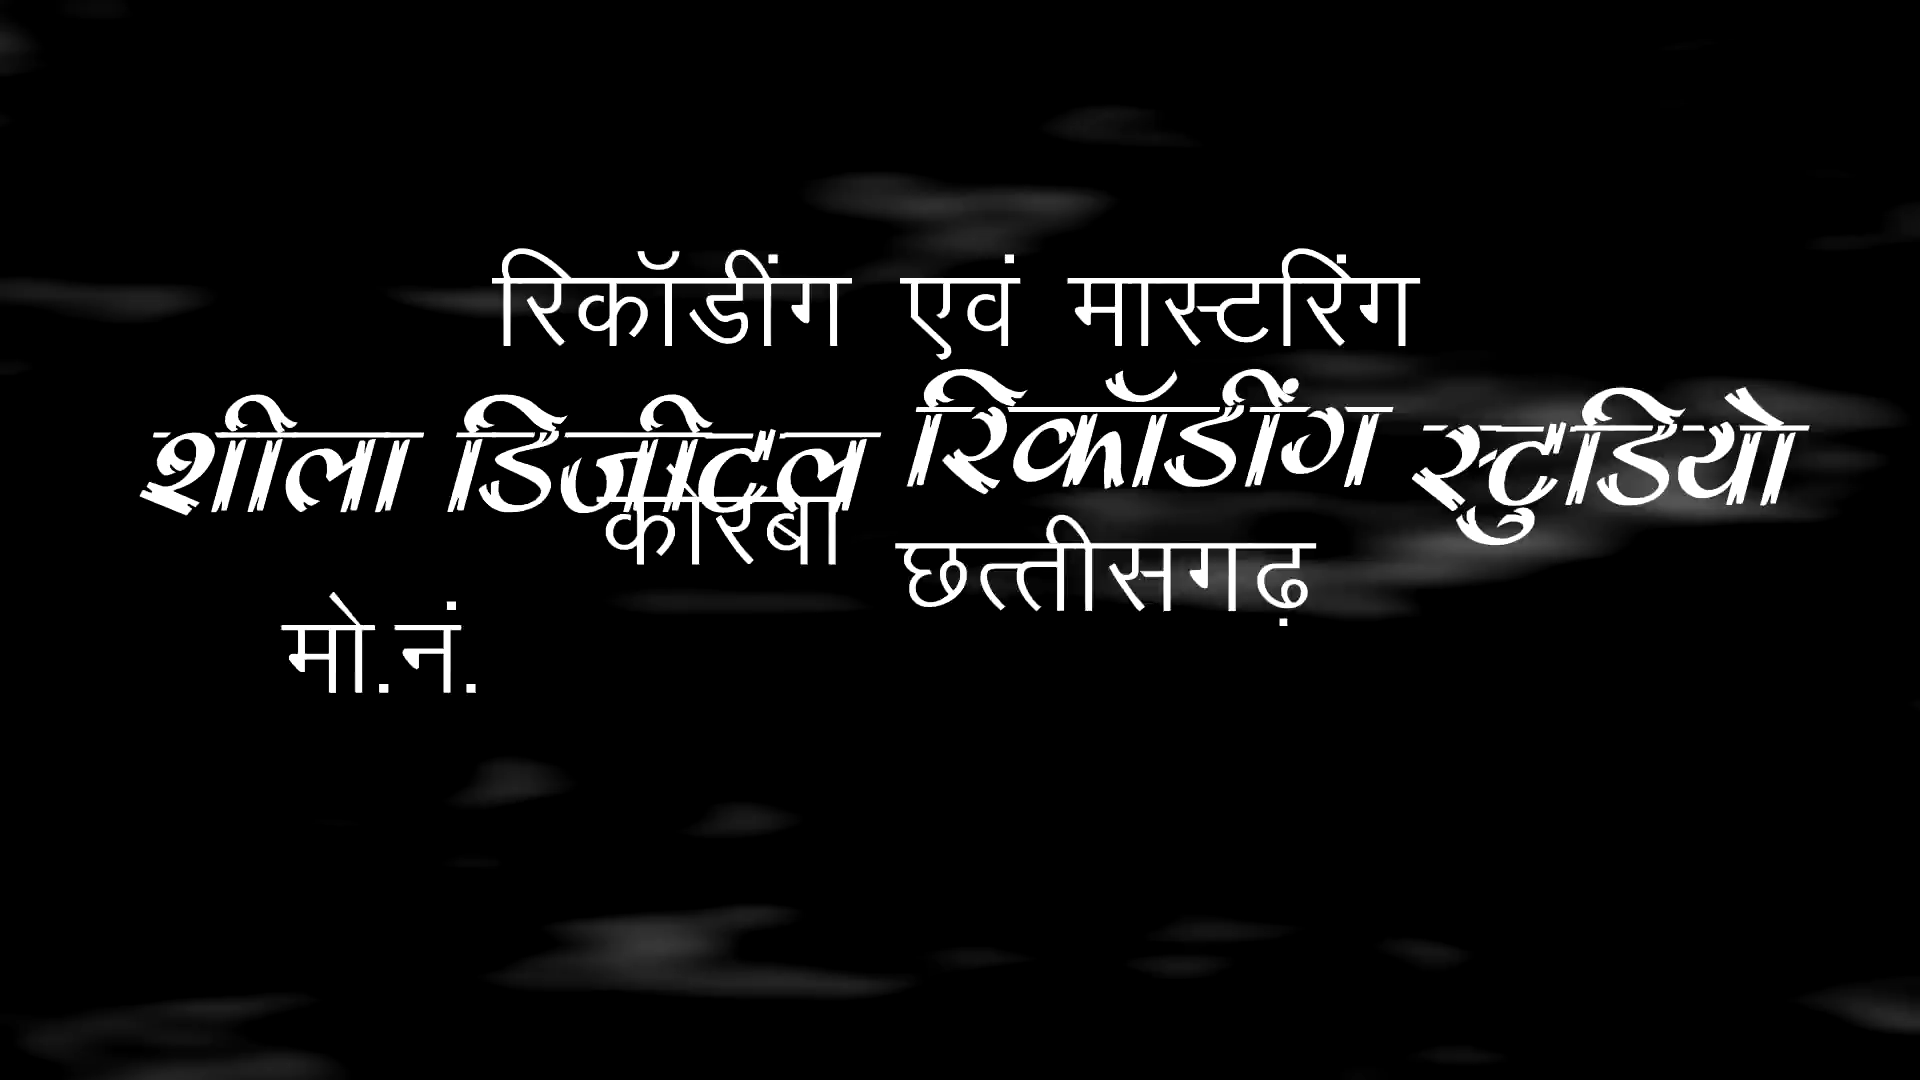 रिकॉडींग एवं मास्टरिंग
शीला डिजीटल रिकॉडींग स्टुडियो
कोरबा छत्तीसगढ़
मो.नं.